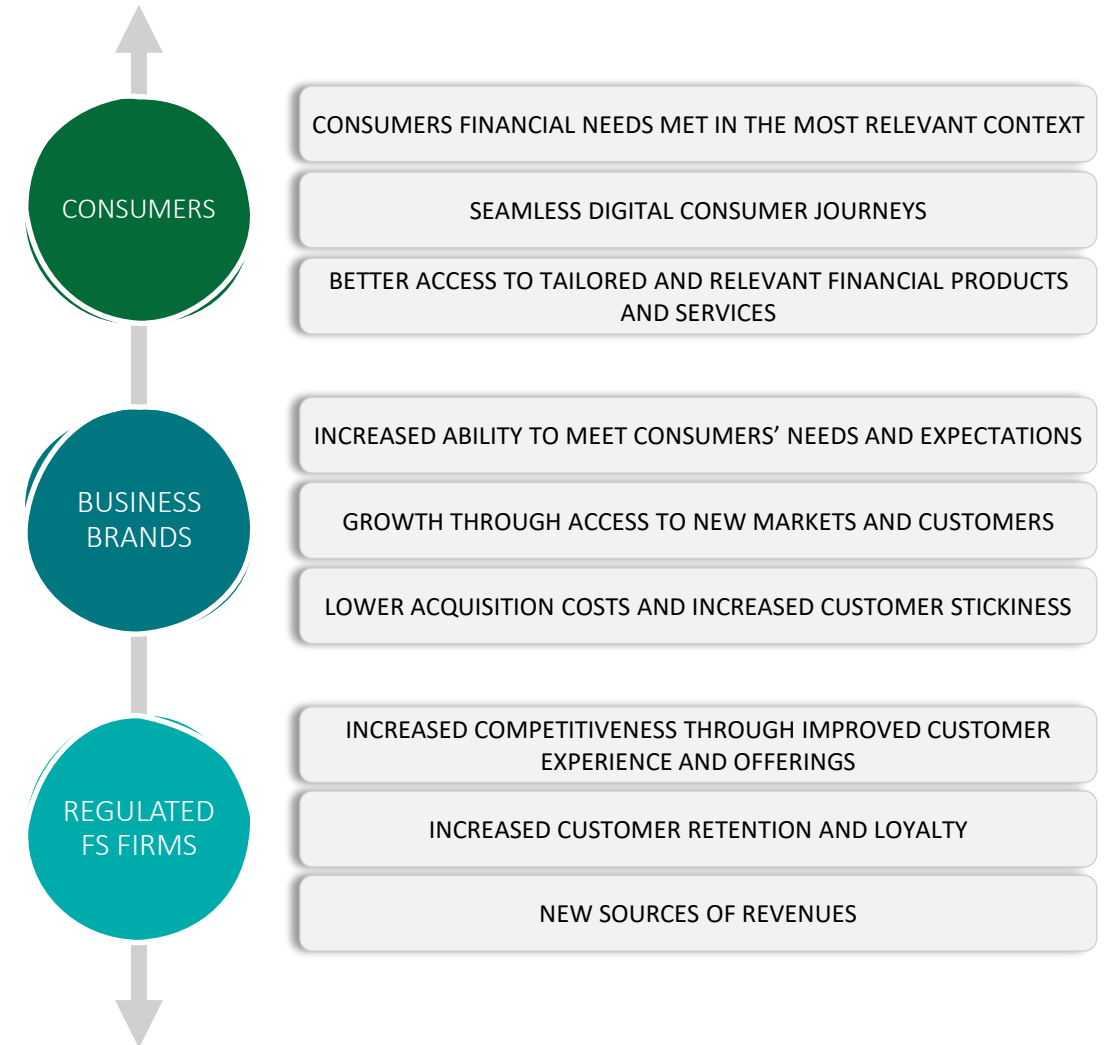 CONSUMERS
CONSUMERS FINANCIAL NEEDS MET IN THE MOST RELEVANT CONTEXT
SEAMLESS DIGITAL CONSUMER JOURNEYS
BETTER ACCESS TO TAILORED AND RELEVANT FINANCIAL PRODUCTS
AND SERVICES
BUSINESS
BRANDS
INCREASED ABILITY TO MEET CONSUMERS’ NEEDS AND EXPECTATIONS
GROWTH THROUGH ACCESS TO NEW MARKETS AND CUSTOMERS
LOWER ACQUISITION COSTS AND INCREASED CUSTOMER STICKINESS
REGULATED
FS FIRMS
INCREASED COMPETITIVENESS THROUGH IMPROVED CUSTOMER
EXPERIENCE AND OFFERINGS
INCREASED CUSTOMER RETENTION AND LOYALTY
NEW SOURCES OF REVENUES